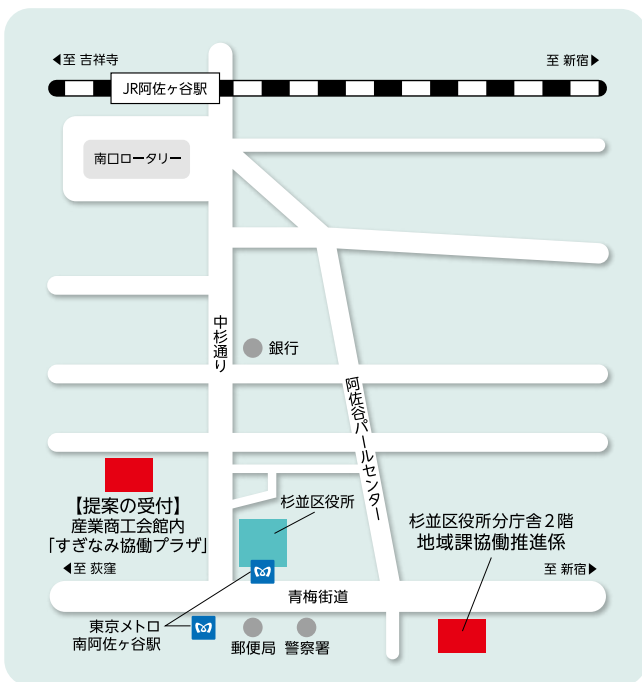 ◀至 吉祥寺
至 新宿▶
JR阿佐ヶ谷駅
南口ロータリー
中杉通り
銀行
阿佐谷パールセンター
【提案の受付】
産業商工会館内
「すぎなみ協働プラザ」
杉並区役所
杉並区役所分庁舎2階
地域課協働推進係
◀至 荻窪
至 新宿▶
青梅街道
東京メトロ
南阿佐ヶ谷駅
郵便局
警察署